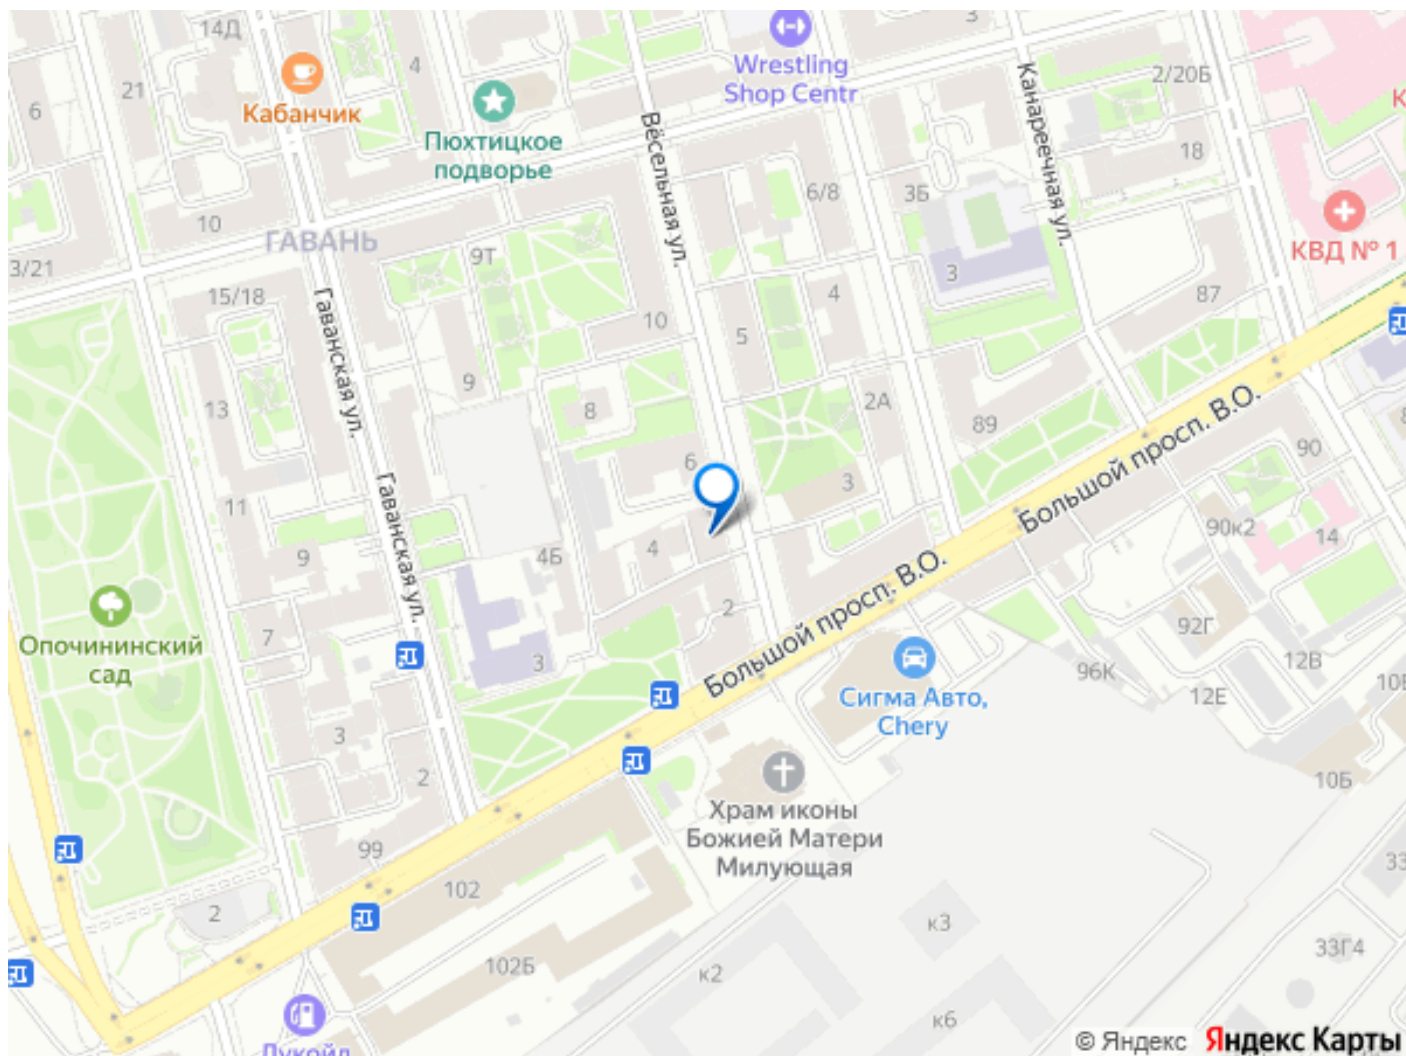 14Д
4
3
Wrestling
Shop Centr
2/20Б
21
6
Кабанчик
Пюхтицкое
подворье
Вёсельная ул.
Канареечная ул.
18
К
10
6/8
3Б
ГАВАНЬ
9Т
КВД № 1
3/21
15/18
3
4
87
Гаванская ул.
10
5
9
13
8
2А
89
Большой просп. В.О.
90
6
3
11
Гаванская ул.
4Б
4
90к2
14
9
Большой просп. В.О.
2
Опочининский
сад
7
3
92Г
12В
96К
12Е
10Е
Сигма Авто,
Chery
3
2
Храм иконы
Божией Матери
Милующая
10Б
99
102
33
2
к3
33Г4
102Б
к2
к6
Лукойл
© Яндекс Яндекс Карты